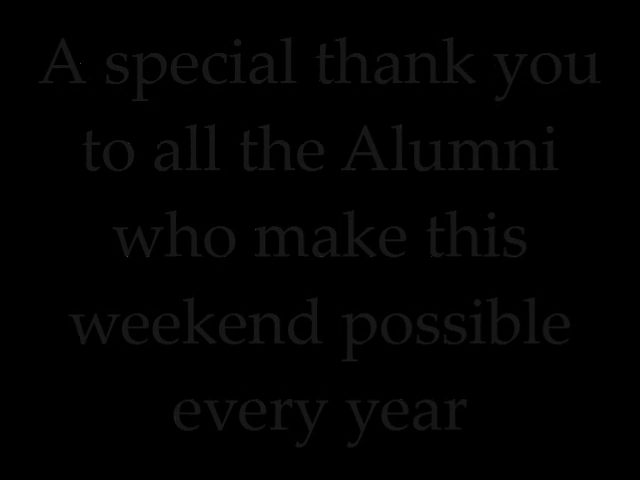 A special thank you
to all the Alumni
who make this
weekend possible
every year